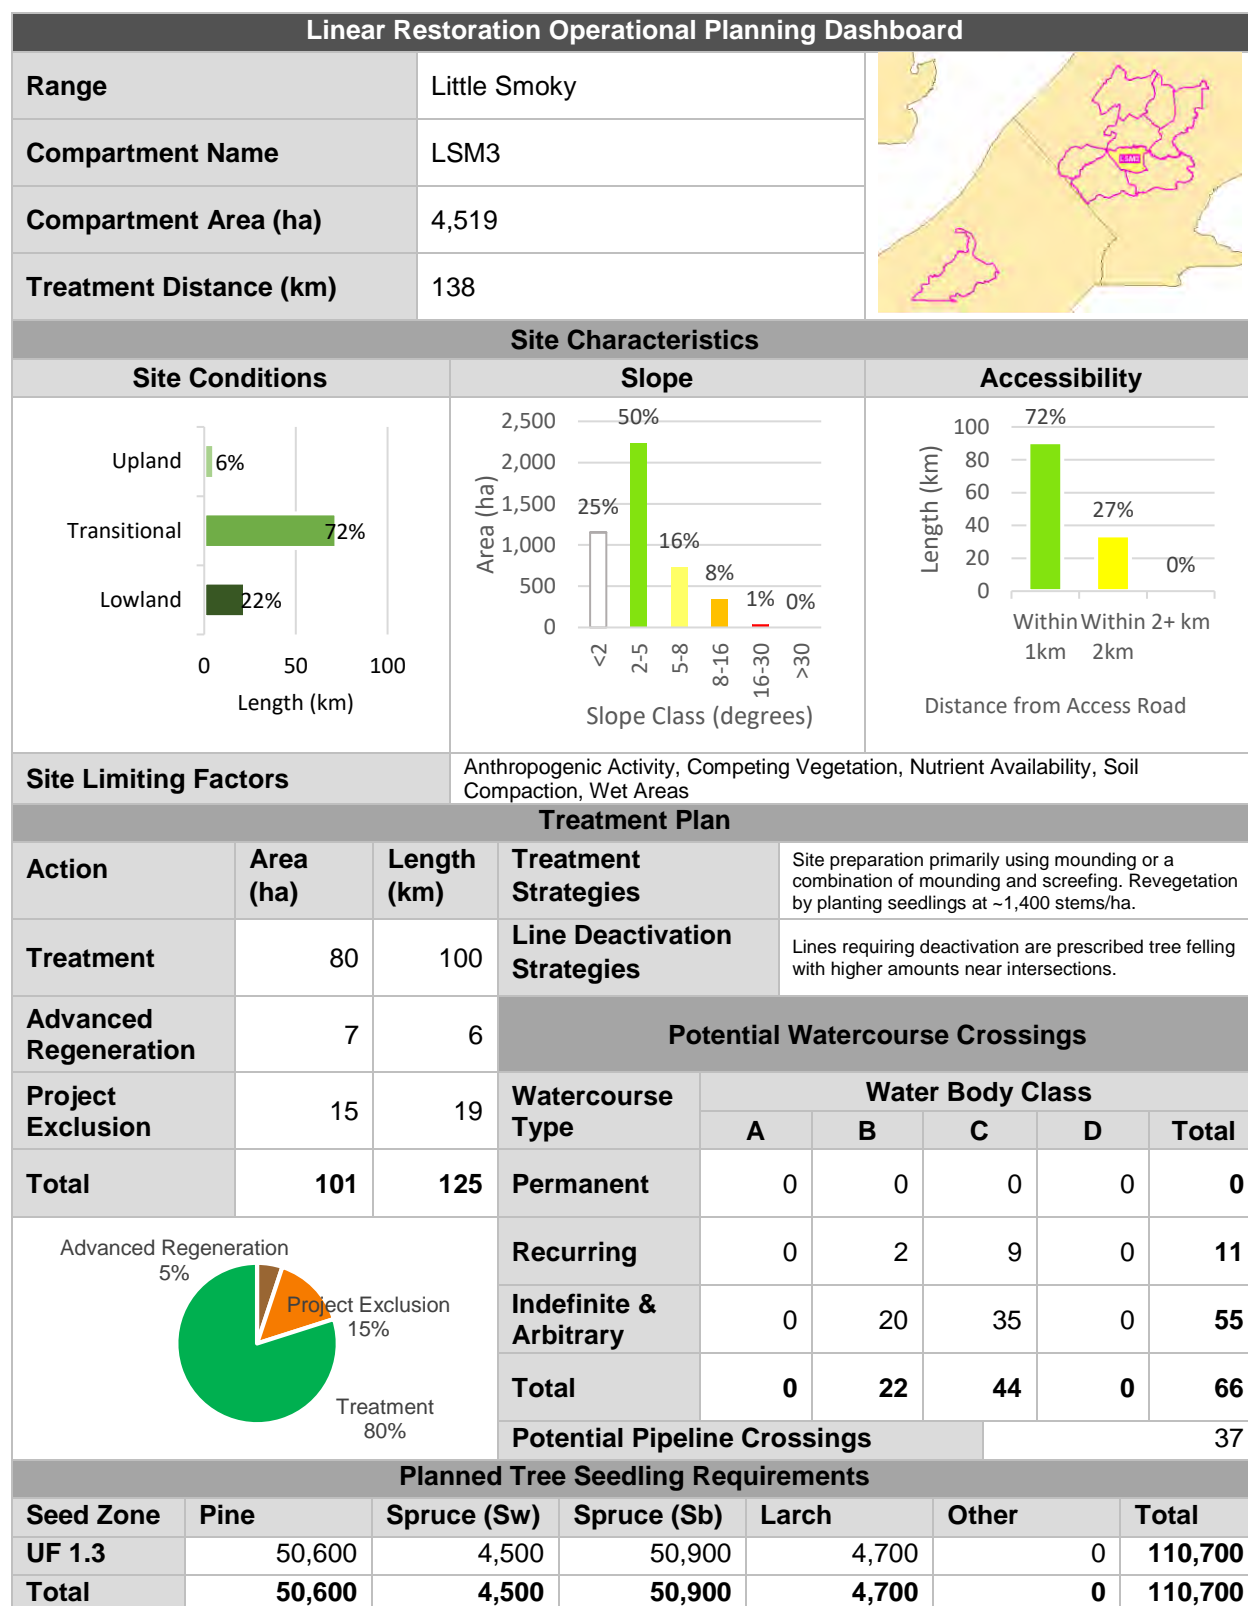 Linear Restoration Operational Planning Dashboard
Range
Little Smoky
Compartment Name
LSM3
Compartment Area (ha)
4,519
Treatment Distance (km)
138
LSM3
Site Characteristics
Site Conditions
Slope
Accessibility
Upland
6%
Transitional
72%
Lowland
22%
0 50 100
Length (km)
2,500
2,000
1,500
1,000
500
0
Area (ha)
25%
50%
16%
8%
1%
0%
<2
2-5
5-8
8-16
16-30
>30
Slope Class (degrees)
100
80
60
40
20
0
Length (km)
72%
27%
0%
Within 1km
Within 2km
2+ km
Distance from Access Road
Site Limiting Factors
Anthropogenic Activity, Competing Vegetation, Nutrient Availability, Soil
Compaction, Wet Areas
Treatment Plan
Action
Area (ha)
Length (km)
Treatment 80 100
Advanced Regeneration 7 6
Project Exclusion 15 19
Total 101 125
Treatment
Strategies
Site preparation primarily using mounding or a
combination of mounding and screefing. Revegetation
by planting seedlings at ~1,400 stems/ha.
Line Deactivation
Strategies
Lines requiring deactivation are prescribed tree felling
with higher amounts near intersections.
Advanced Regeneration
5%
Project Exclusion
15%
Treatment
80%
Potential Watercourse Crossings
Watercourse
Type
Water Body Class
A B C D Total
Permanent 0 0 0 0 0
Recurring 0 2 9 0 11
Indefinite & Arbitrary 0 20 35 0 55
Total 0 22 44 0 66
Potential Pipeline Crossings 37
Planned Tree Seedling Requirements
Seed Zone Pine Spruce (Sw) Spruce (Sb) Larch Other Total
UF 1.3 50,600 4,500 50,900 4,700 0 110,700
Total 50,600 4,500 50,900 4,700 0 110,700